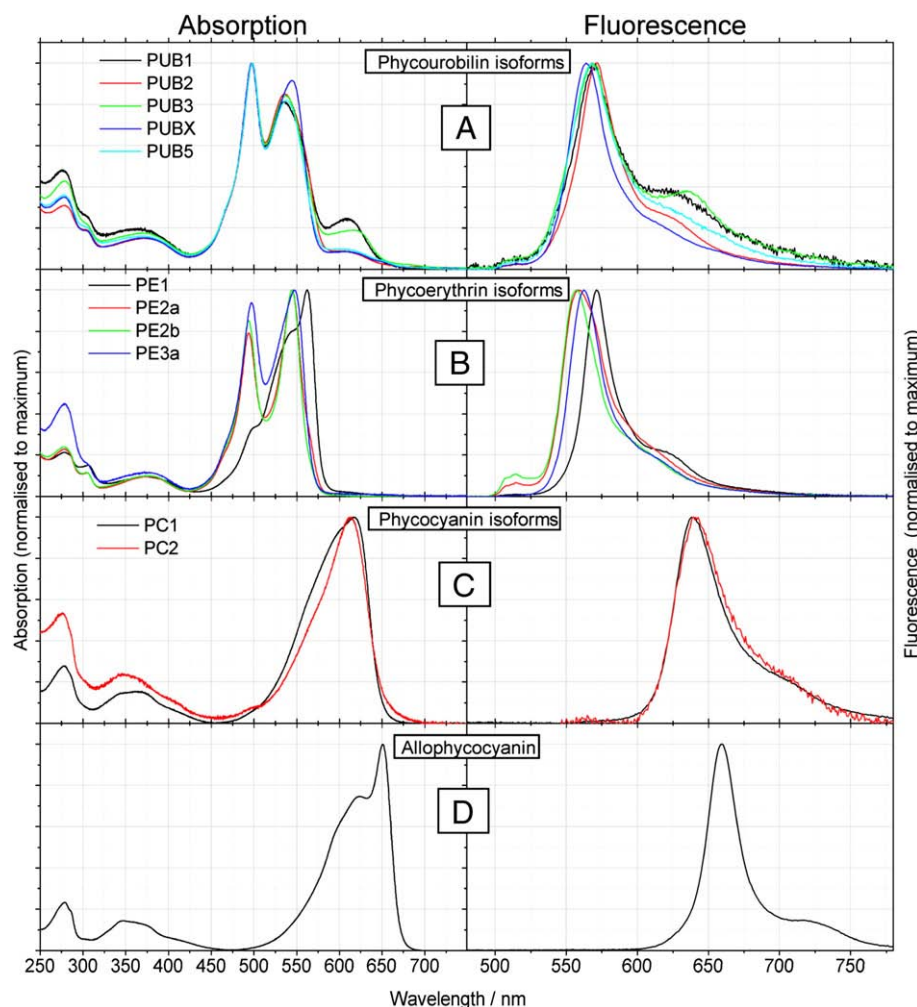 Absorption
Fluorescence
Phycourobilin isoforms
PUB1
PUB2
PUB3
PUBX
PUB5
A
Phycoerythrin isoforms
PE1
PE2a
PE2b
PE3a
B
Phycocyanin isoforms
PC1
PC2
C
Allophycocyanin
D
Absorption (normalised to maximum)
Fluorescence (normalised to maximum)
250 300 350 400 450 500 550 600 650 700 500 550 600 650 700 750
Wavelength / nm